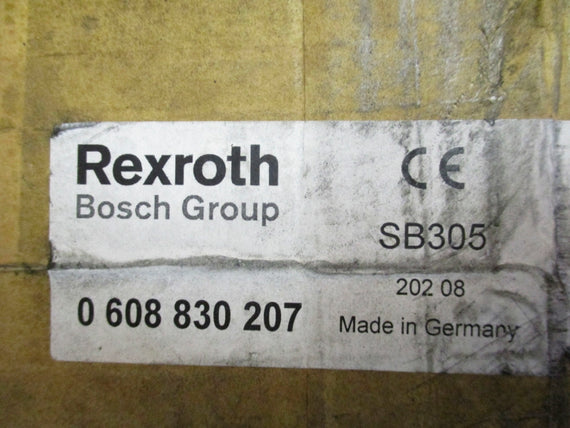 Rexroth
Bosch Group
0 608 830 207
CE
SB305
202 08
Made in Germany